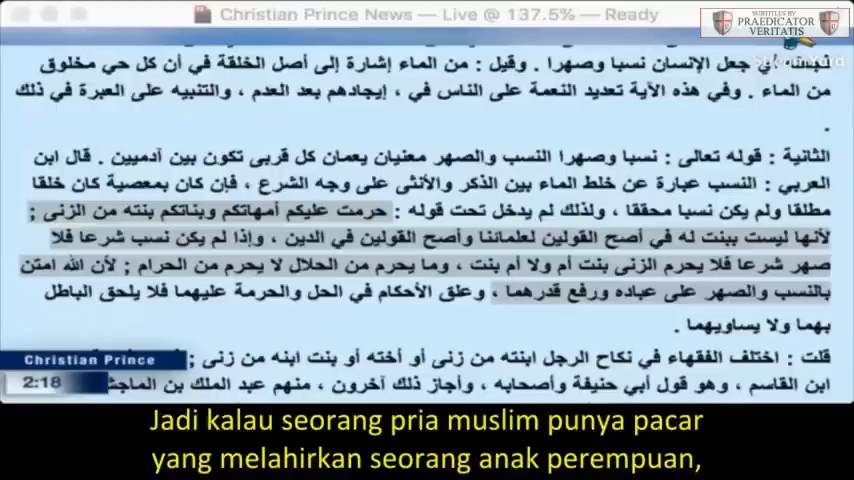 Christian Prince News — Live @ 137.5% — Ready
SUBTITLES BY
PRAEDICATOR
VERITATIS
جعل الإنسان نسبا وصهرا . وقيل : من الماء إشارة إلى أصل الخلقة في أن كل حي مخلوق
من الماء . وفي هذه الآية تعديد النعمة على الناس في ، إيجادهم بعد العدم ، والتنبيه على العبرة في ذلك
.
الثانية : قوله تعالى : نسبا وصهرا النسب والصهر معنيان يعمان كل قربى تكون بين آدميين . قال ابن
العربي : النسب عبارة عن خلط الماء بين الذكر والأنثى على وجه الشرع ، فإن كان بمعصية كان خلقا
مطلقا ولم يكن نسبا محققا ، ولذلك لم يدخل تحت قوله : حرمت عليكم أمهاتكم وبناتكم بنته من الزنى ;
لأنها ليست ببنت له في أصح القولين لعلمائنا وأصح القولين في الدين ، وإذا لم يكن نسب شرعا فلا
صهر شرعا فلا يحرم الزنى بنت أم ولا أم بنت ، وما يحرم من الحلال لا يحرم من الحرام ; لأن الله امتن
بالنسب والصهر على عباده ورفع قدرهما ، وعلق الأحكام في الحل والحرمة عليهما فلا يلحق الباطل
بهما ولا يساويهما .
قلت : اختلف الفقهاء في نكاح الرجل ابنته من زنى أو أخته أو بنت ابنه من زنى ;
ابن القاسم ، وهو قول أبي حنيفة وأصحابه ، وأجاز ذلك آخرون ، منهم عبد الملك بن
Christian Prince
2:18
Jadi kalau seorang pria muslim punya pacar
yang melahirkan seorang anak perempuan,